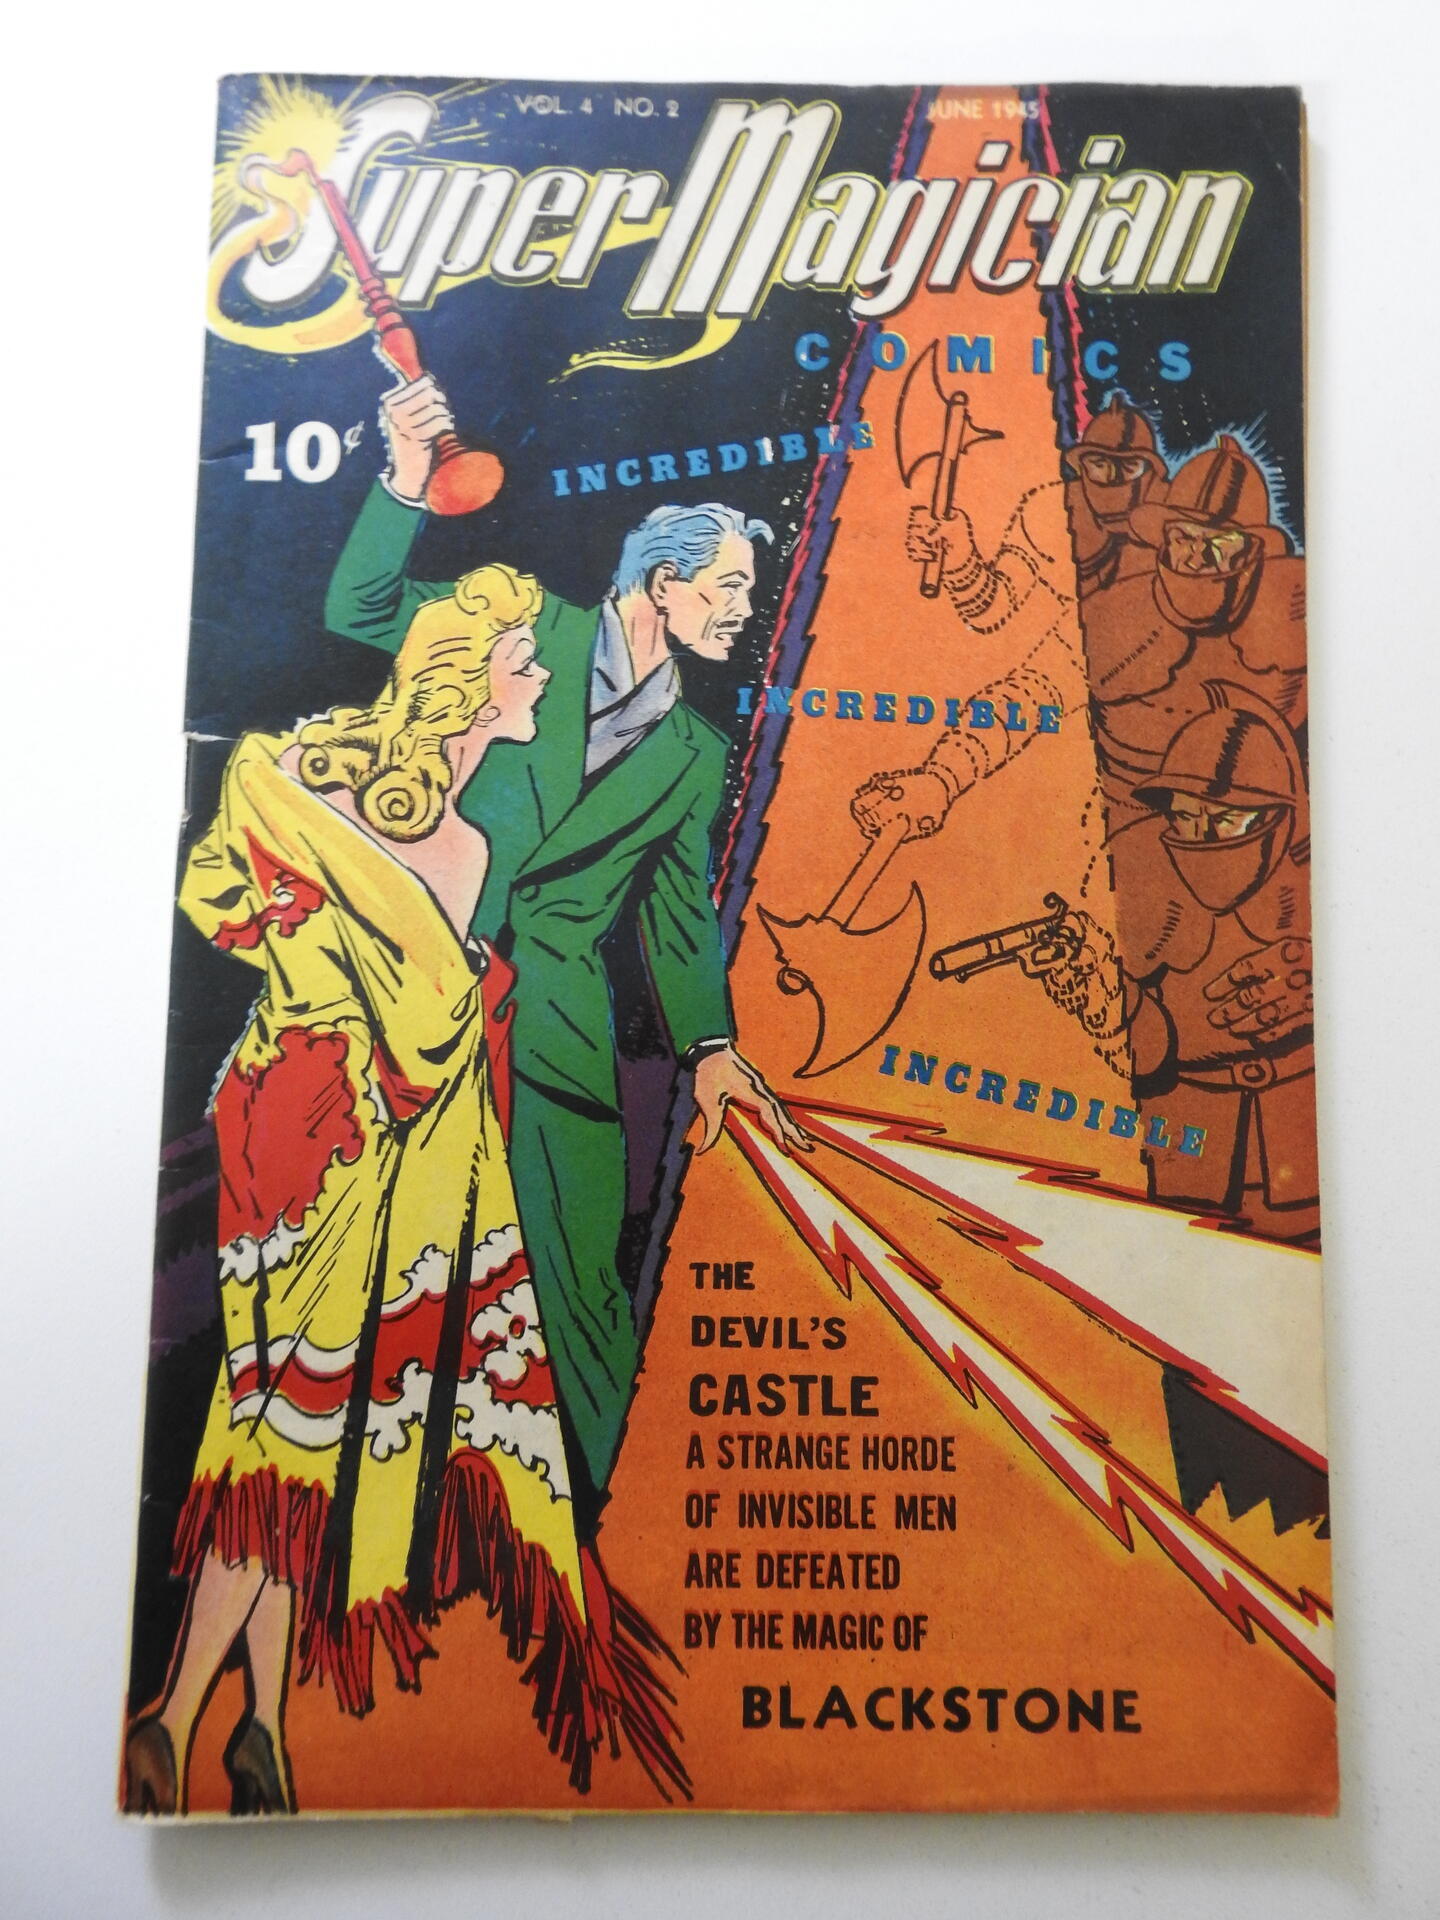 VOL. 4 NO. 2 JUNE 1945
Super Magician
COMICS
10¢
INCREDIBLE
INCREDIBLE
INCREDIBLE
THE
DEVIL'S
CASTLE
A STRANGE HORDE
OF INVISIBLE MEN
ARE DEFEATED
BY THE MAGIC OF
BLACKSTONE